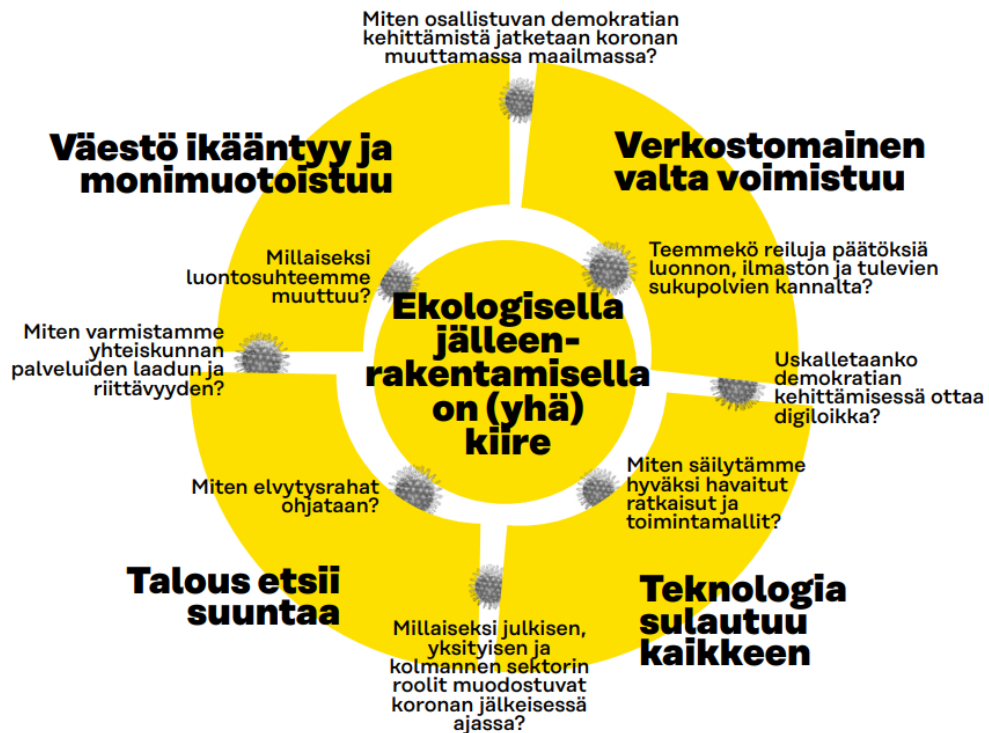 Miten osallistuvan demokratian
kehittämistä jatketaan koronan
muuttamassa maailmassa?
Väestö ikääntyy ja
monimuotoistuu
Verkostomainen
valta voimistuu
Millaiseksi
luontosuhteemme
muuttuu?
Teemmekö reiluja päätöksiä
luonnon, ilmaston ja tulevien
sukupolvien kannalta?
Ekologisella
jälleen-
rakentamisella
on (yhä)
kiire
Miten varmistamme
yhteiskunnan
palveluiden laadun ja
riittävyyden?
Uskalletaanko
demokratian
kehittämisessä ottaa
digiloikka?
Miten elvytysrahat
ohjataan?
Miten säilytämme
hyväksi havaitut
ratkaisut ja
toimintamallit?
Talous etsii
suuntaa
Teknologia
sulautuu
kaikkeen
Millaiseksi julkisen,
yksityisen ja
kolmannen sektorin
roolit muodostuvat
koronan jälkeisessä
ajassa?